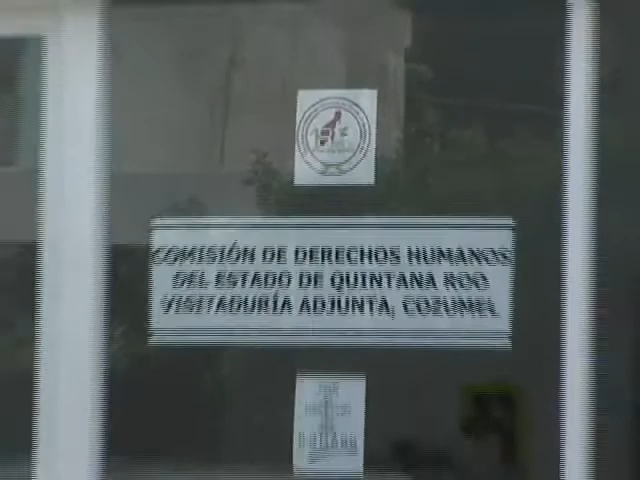 COMISIÓN DE DERECHOS HUMANOS
DEL ESTADO DE QUINTANA ROO
VISITADURÍA ADJUNTA, COZUMEL